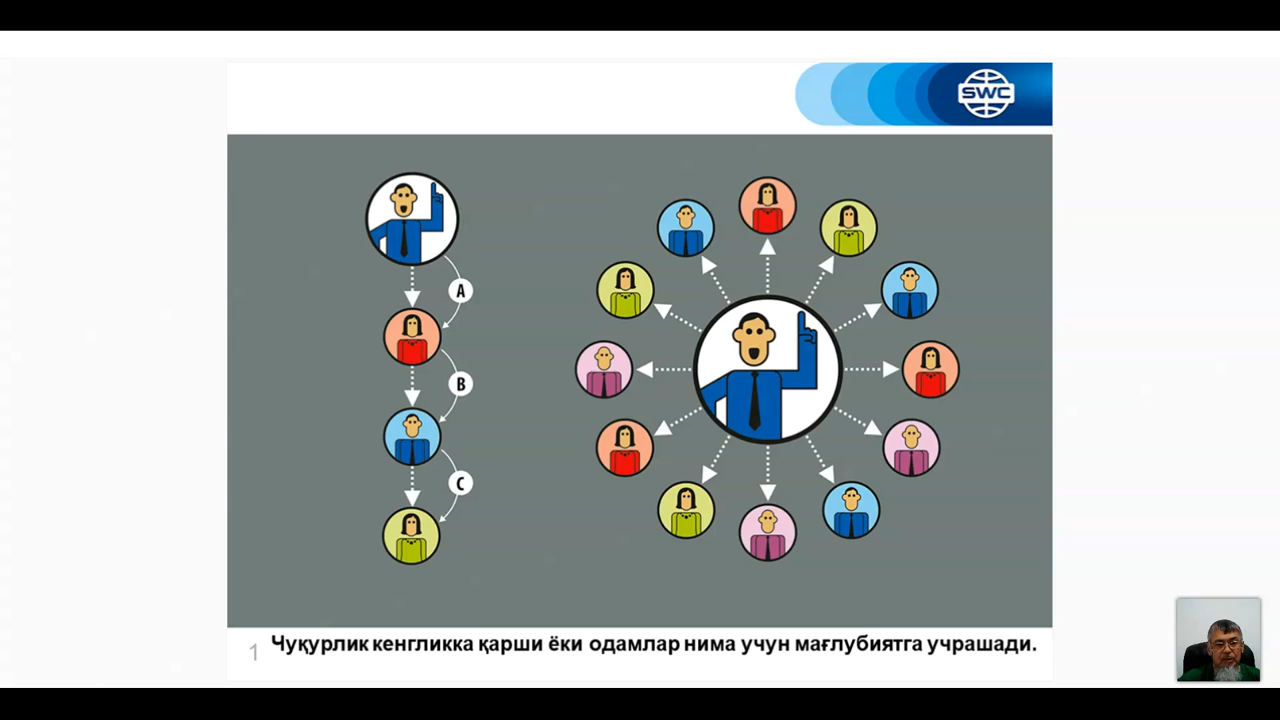 SWC
A
B
C
1 Чуқурлик кенгликка қарши ёки одамлар нима учун мағлубиятга учрашади.